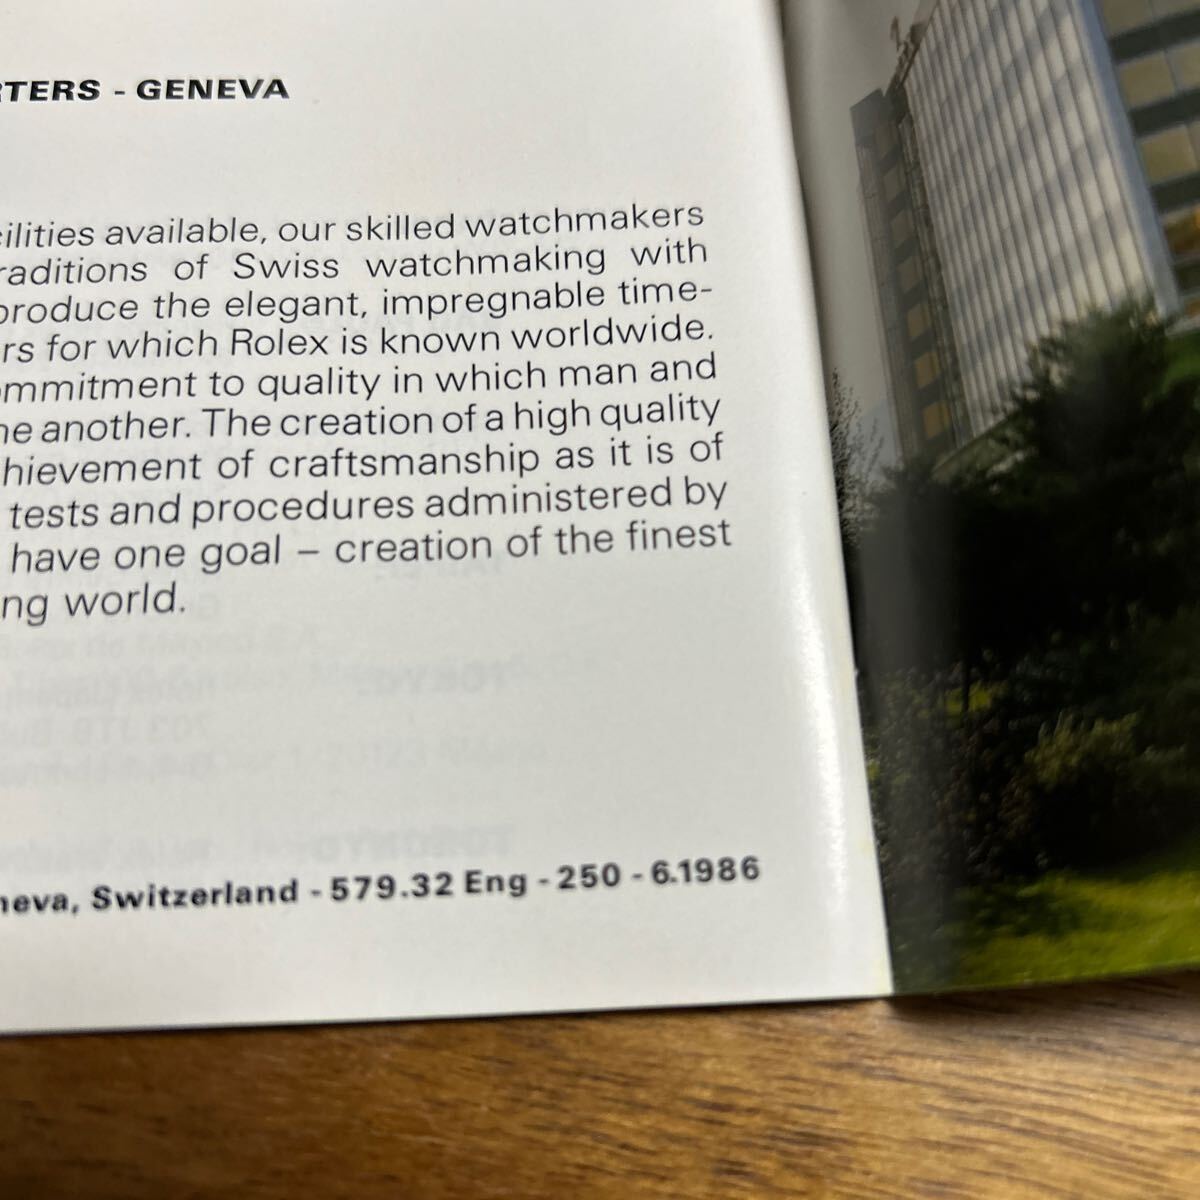 RTERS - GENEVA
cilities available, our skilled watchmakers
raditions of Swiss watchmaking with
produce the elegant, impregnable time-
rs for which Rolex is known worldwide.
ommitment to quality in which man and
ne another. The creation of a high quality
hievement of craftsmanship as it is of
tests and procedures administered by
have one goal – creation of the finest
ng world.
neva, Switzerland - 579.32 Eng - 250 - 6.1986